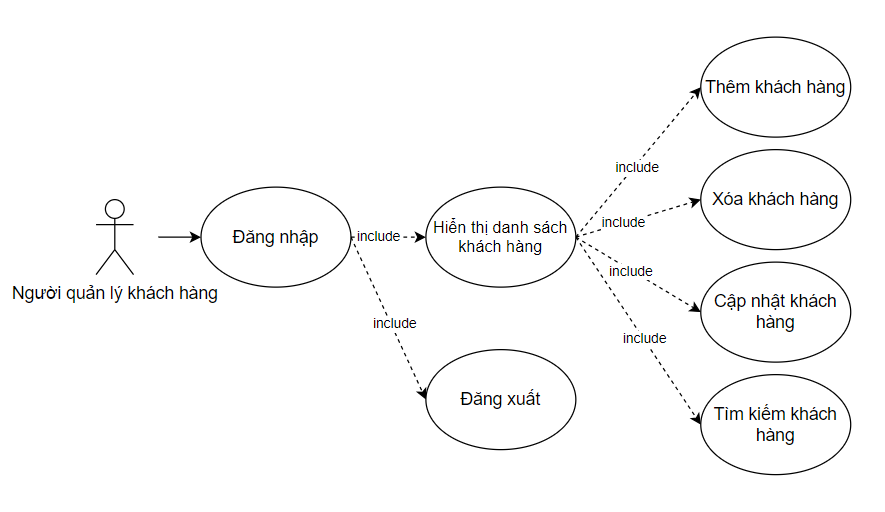 Thêm khách hàng
include
Xóa khách hàng
Đăng nhập
include
Hiển thị danh sách
khách hàng
include
include
Cập nhật khách
hàng
Người quản lý khách hàng
include
include
Đăng xuất
Tìm kiếm khách
hàng